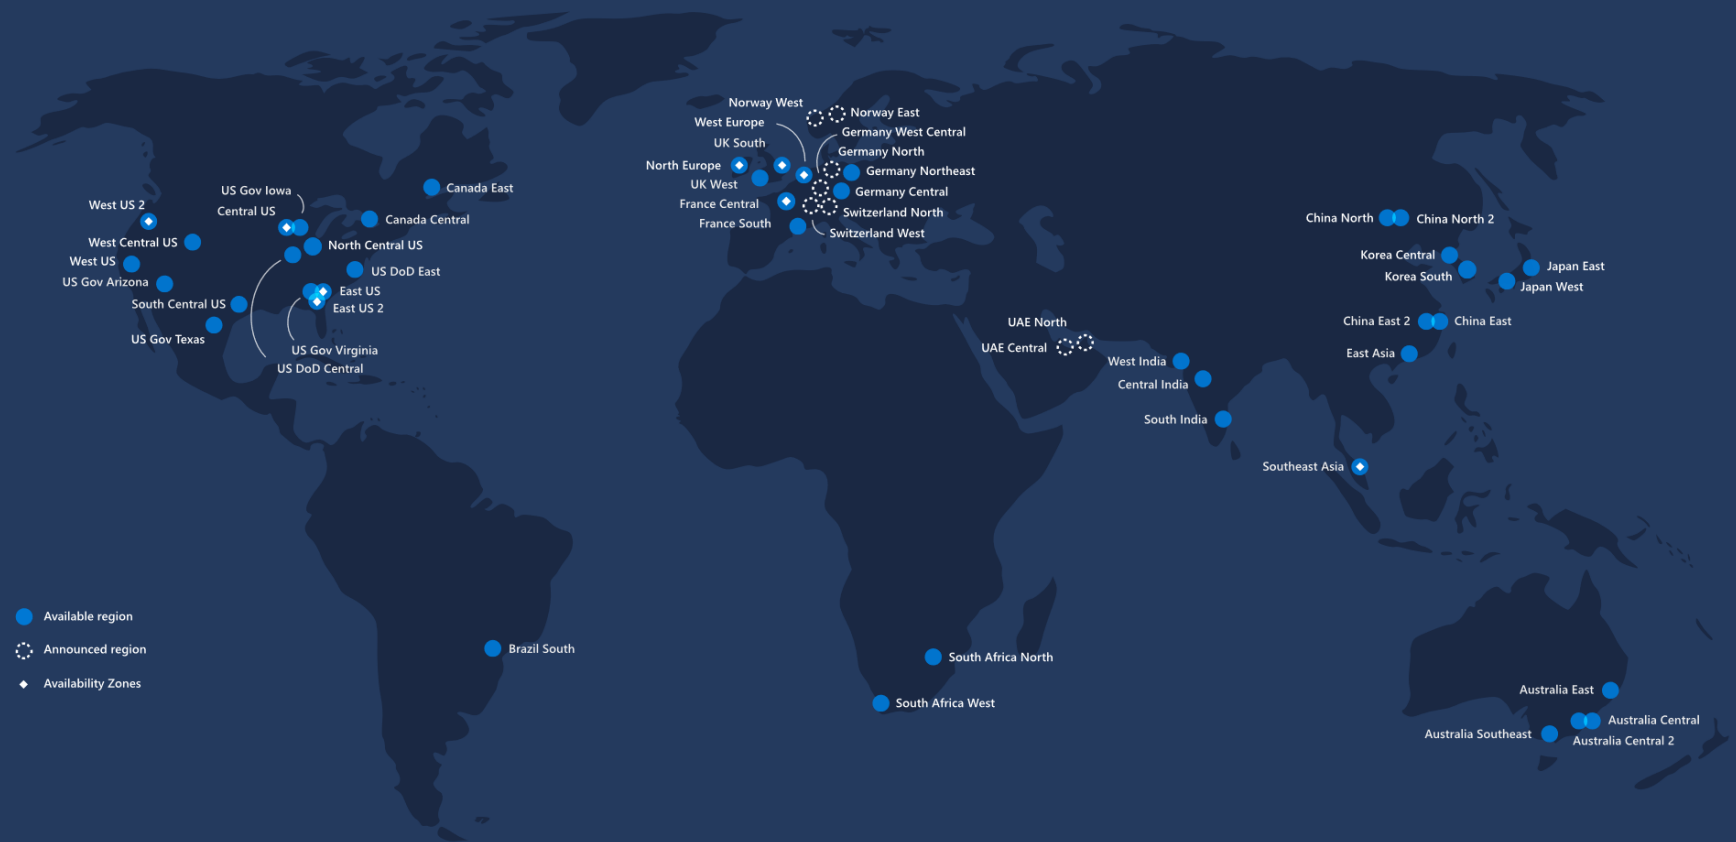 Norway West
Norway East
West Europe
Germany West Central
UK South
Germany North
North Europe
Germany Northeast
UK West
Germany Central
France Central
Switzerland North
France South
Switzerland West
US Gov Iowa
Canada East
West US 2
Central US
Canada Central
West Central US
North Central US
West US
US DoD East
US Gov Arizona
East US
South Central US
East US 2
US Gov Texas
US Gov Virginia
US DoD Central
China North
China North 2
Korea Central
Japan East
Korea South
Japan West
UAE North
China East 2
China East
UAE Central
East Asia
West India
Central India
South India
Southeast Asia
Available region
Announced region
Availability Zones
Brazil South
South Africa North
South Africa West
Australia East
Australia Central
Australia Southeast
Australia Central 2